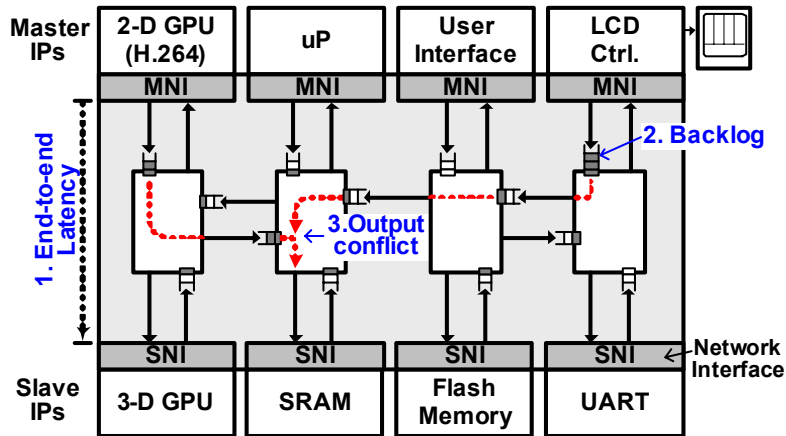 Master
IPs
2-D GPU
(H.264)
uP
User
Interface
LCD
Ctrl.
MNI
MNI
MNI
MNI
1. End-to-end
Latency
2. Backlog
3.Output
conflict
SNI
SNI
SNI
SNI
Network
Interface
Slave
IPs
3-D GPU
SRAM
Flash
Memory
UART